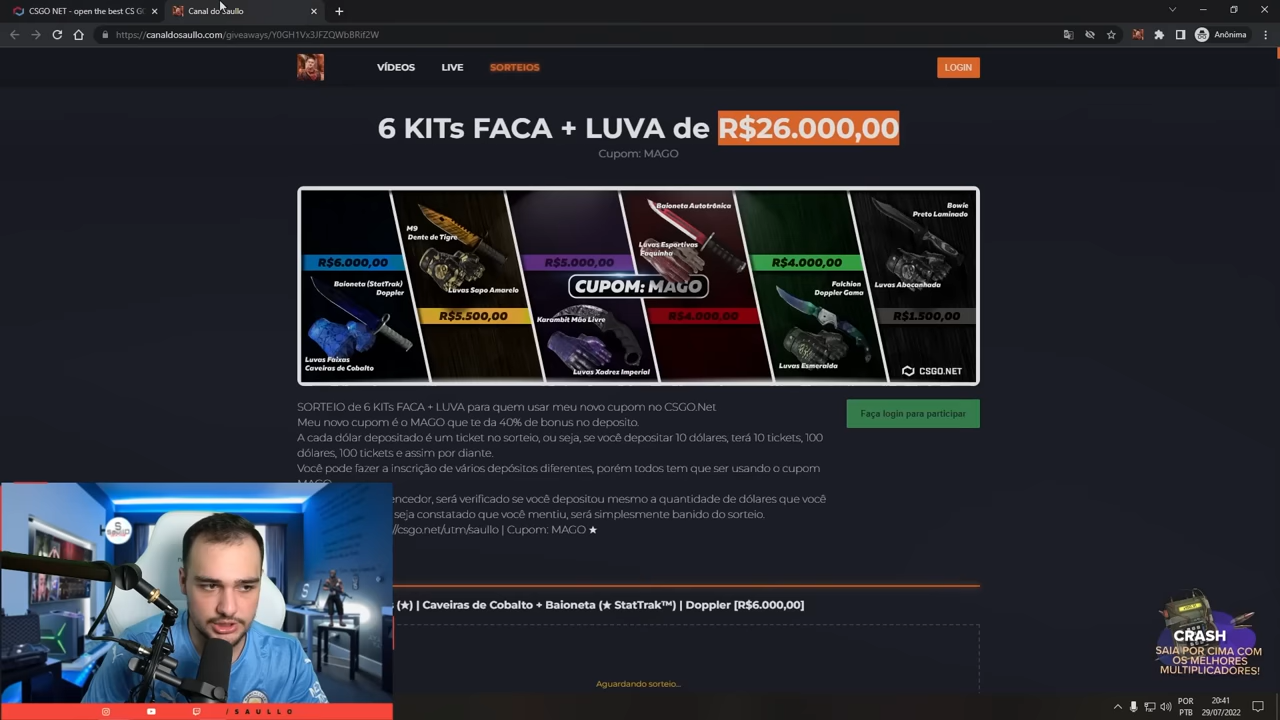 CSGO NET - open the best CS G
Canal do Saullo
https://canaldosaullo.com/giveaways/Y0GH1Vx3JFZQWbBRif2W
Anônima
VÍDEOS
LIVE
SORTEIOS
LOGIN
6 KITs FACA + LUVA de R$26.000,00
Cupom: MAGO
R$6.000,00
Baioneta (StatTrak)
Doppler
Luvas Faixas
Caveiras de Cobalto
M9
Dente de Tigre
Luvas Sapo Amarelo
R$5.500,00
R$5.000,00
Karambit Mão Livre
Luvas Xadrez Imperial
Baioneta Autotrônica
Luvas Esportivas
Faquinha
CUPOM: MAGO
R$4.000,00
R$4.000,00
Falchion
Doppler Gama
Luvas Esmeralda
Bowie
Preto Laminado
Luvas Abocanhada
R$1.500,00
CSGO.NET
SORTEIO de 6 KITs FACA + LUVA para quem usar meu novo cupom no CSGO.Net
Meu novo cupom é o MAGO que te da 40% de bonus no deposito.
A cada dólar depositado é um ticket no sorteio, ou seja, se você depositar 10 dólares, terá 10 tickets, 100
dólares, 100 tickets e assim por diante.
Você pode fazer a inscrição de vários depósitos diferentes, porém todos tem que ser usando o cupom
encedor, será verificado se você depositou mesmo a quantidade de dólares que você
seja constatado que você mentiu, será simplesmente banido do sorteio.
//csgo.net/utm/saullo | Cupom: MAGO ★
Faça login para participar
(★) | Caveiras de Cobalto + Baioneta (★ StatTrak™) | Doppler [R$6.000,00]
Aguardando sorteio...
CRASH
SAIA POR CIMA COM
OS MELHORES
MULTIPLICADORES!
/SAULLO
POR
PTB
20:41
29/07/2022